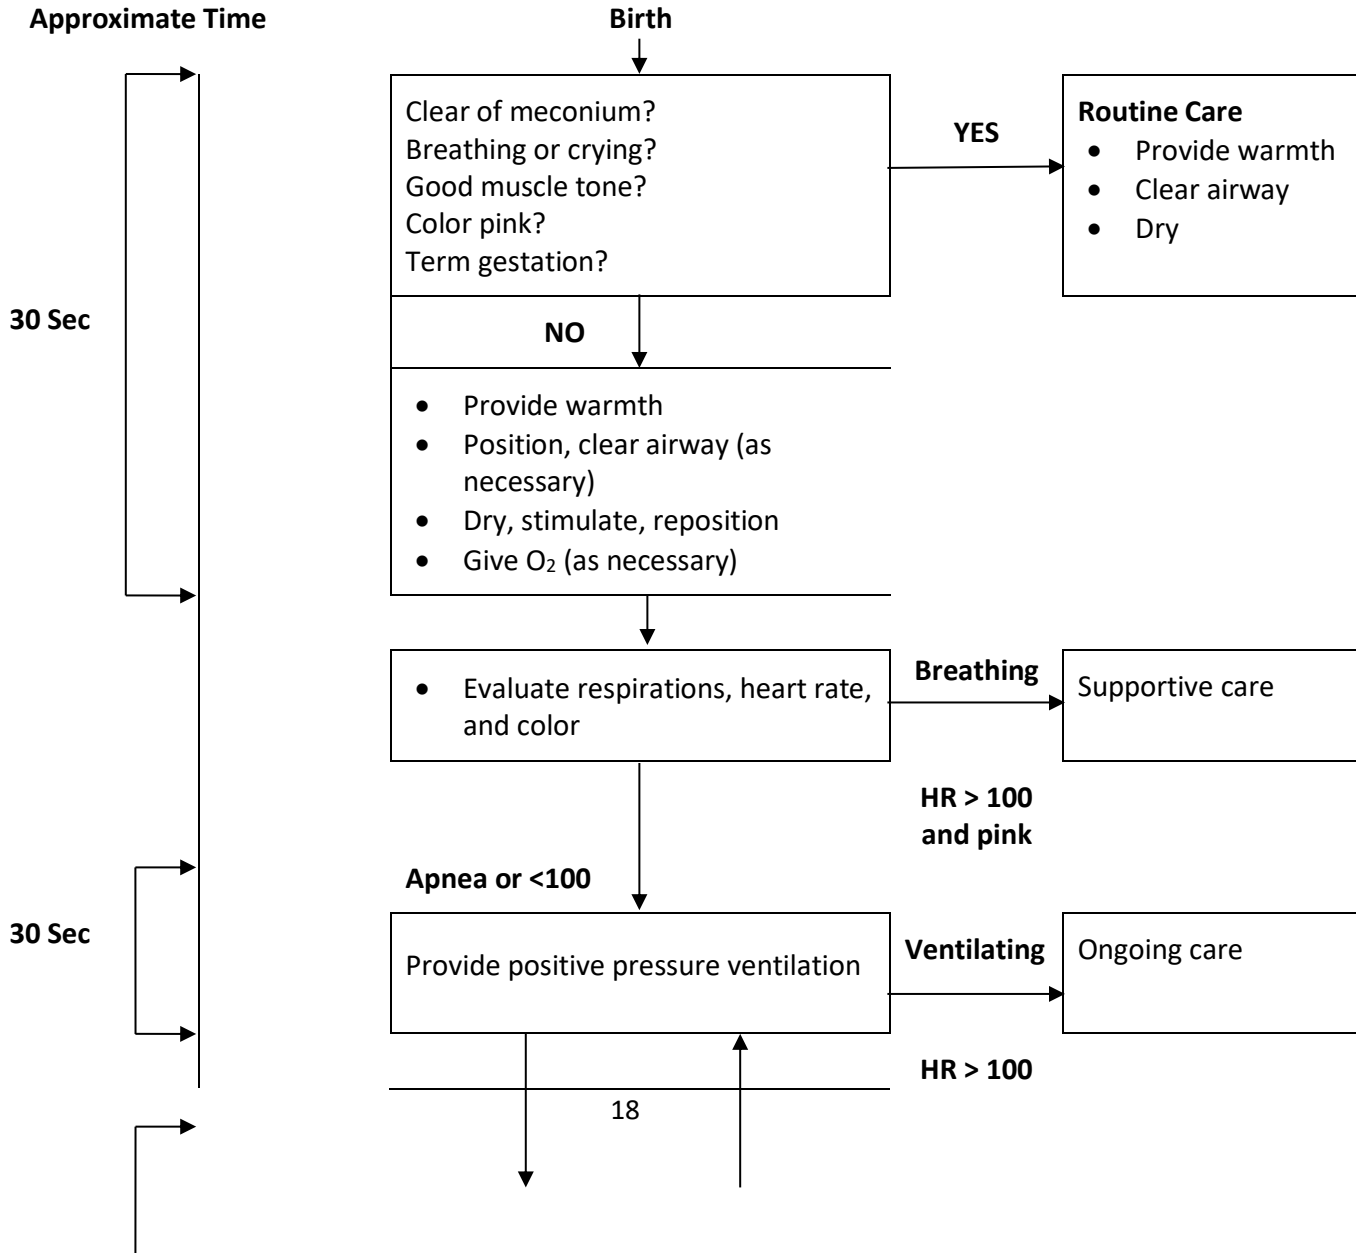 Approximate Time
Birth
Clear of meconium?
Breathing or crying?
Good muscle tone?
Color pink?
Term gestation?
YES
Routine Care
• Provide warmth
• Clear airway
• Dry
30 Sec
NO
• Provide warmth
• Position, clear airway (as
necessary)
• Dry, stimulate, reposition
• Give O₂ (as necessary)
• Evaluate respirations, heart rate,
and color
Breathing
Supportive care
HR > 100
and pink
Apnea or <100
30 Sec
Provide positive pressure ventilation
Ventilating
Ongoing care
HR > 100
18